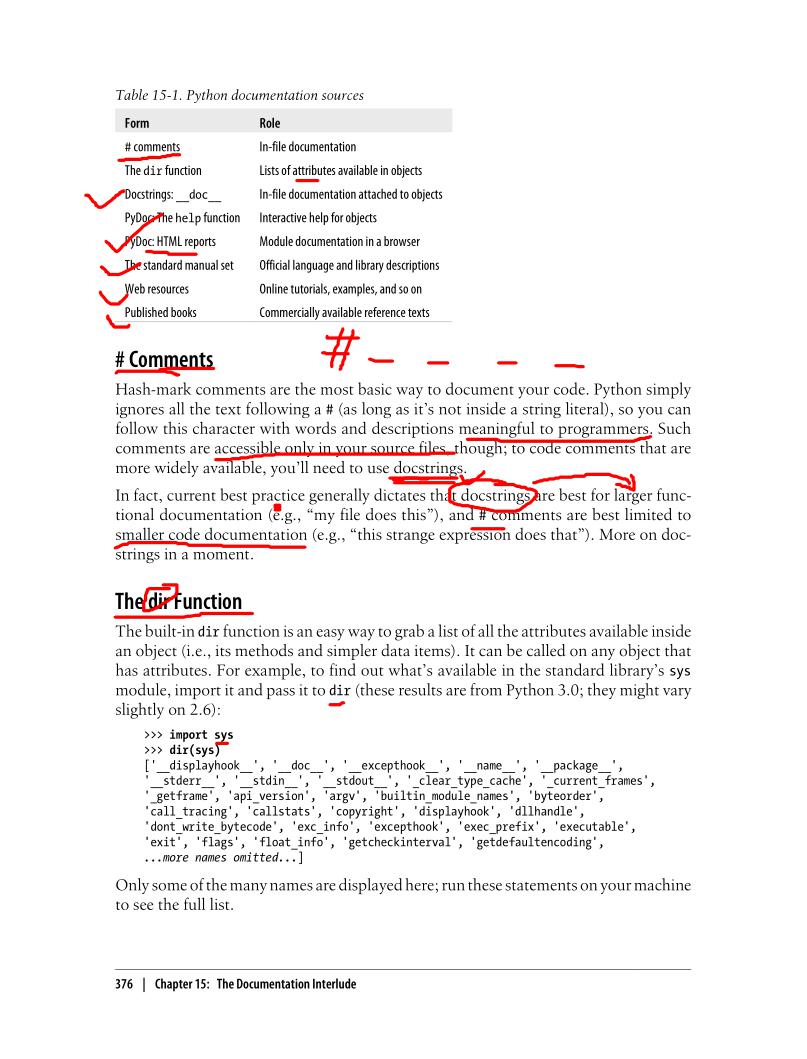 Table 15-1. Python documentation sources
Form Role
# comments In-file documentation
The dir function Lists of attributes available in objects
Docstrings: __doc__ In-file documentation attached to objects
PyDoc: The help function Interactive help for objects
PyDoc: HTML reports Module documentation in a browser
The standard manual set Official language and library descriptions
Web resources Online tutorials, examples, and so on
Published books Commercially available reference texts
#
# Comments
Hash-mark comments are the most basic way to document your code. Python simply
ignores all the text following a # (as long as it’s not inside a string literal), so you can
follow this character with words and descriptions meaningful to programmers. Such
comments are accessible only in your source files, though; to code comments that are
more widely available, you’ll need to use docstrings.
In fact, current best practice generally dictates that docstrings are best for larger func-
tional documentation (e.g., “my file does this”), and # comments are best limited to
smaller code documentation (e.g., “this strange expression does that”). More on doc-
strings in a moment.
The dir Function
The built-in dir function is an easy way to grab a list of all the attributes available inside
an object (i.e., its methods and simpler data items). It can be called on any object that
has attributes. For example, to find out what’s available in the standard library’s sys
module, import it and pass it to dir (these results are from Python 3.0; they might vary
slightly on 2.6):
>>> import sys
>>> dir(sys)
['__displayhook__', '__doc__', '__excepthook__', '__name__', '__package__',
'__stderr__', '__stdin__', '__stdout__', '_clear_type_cache', '_current_frames',
'_getframe', 'api_version', 'argv', 'builtin_module_names', 'byteorder',
'call_tracing', 'callstats', 'copyright', 'displayhook', 'dllhandle',
'dont_write_bytecode', 'exc_info', 'excepthook', 'exec_prefix', 'executable',
'exit', 'flags', 'float_info', 'getcheckinterval', 'getdefaultencoding',
...more names omitted...]
Only some of the many names are displayed here; run these statements on your machine
to see the full list.
376 | Chapter 15: The Documentation Interlude